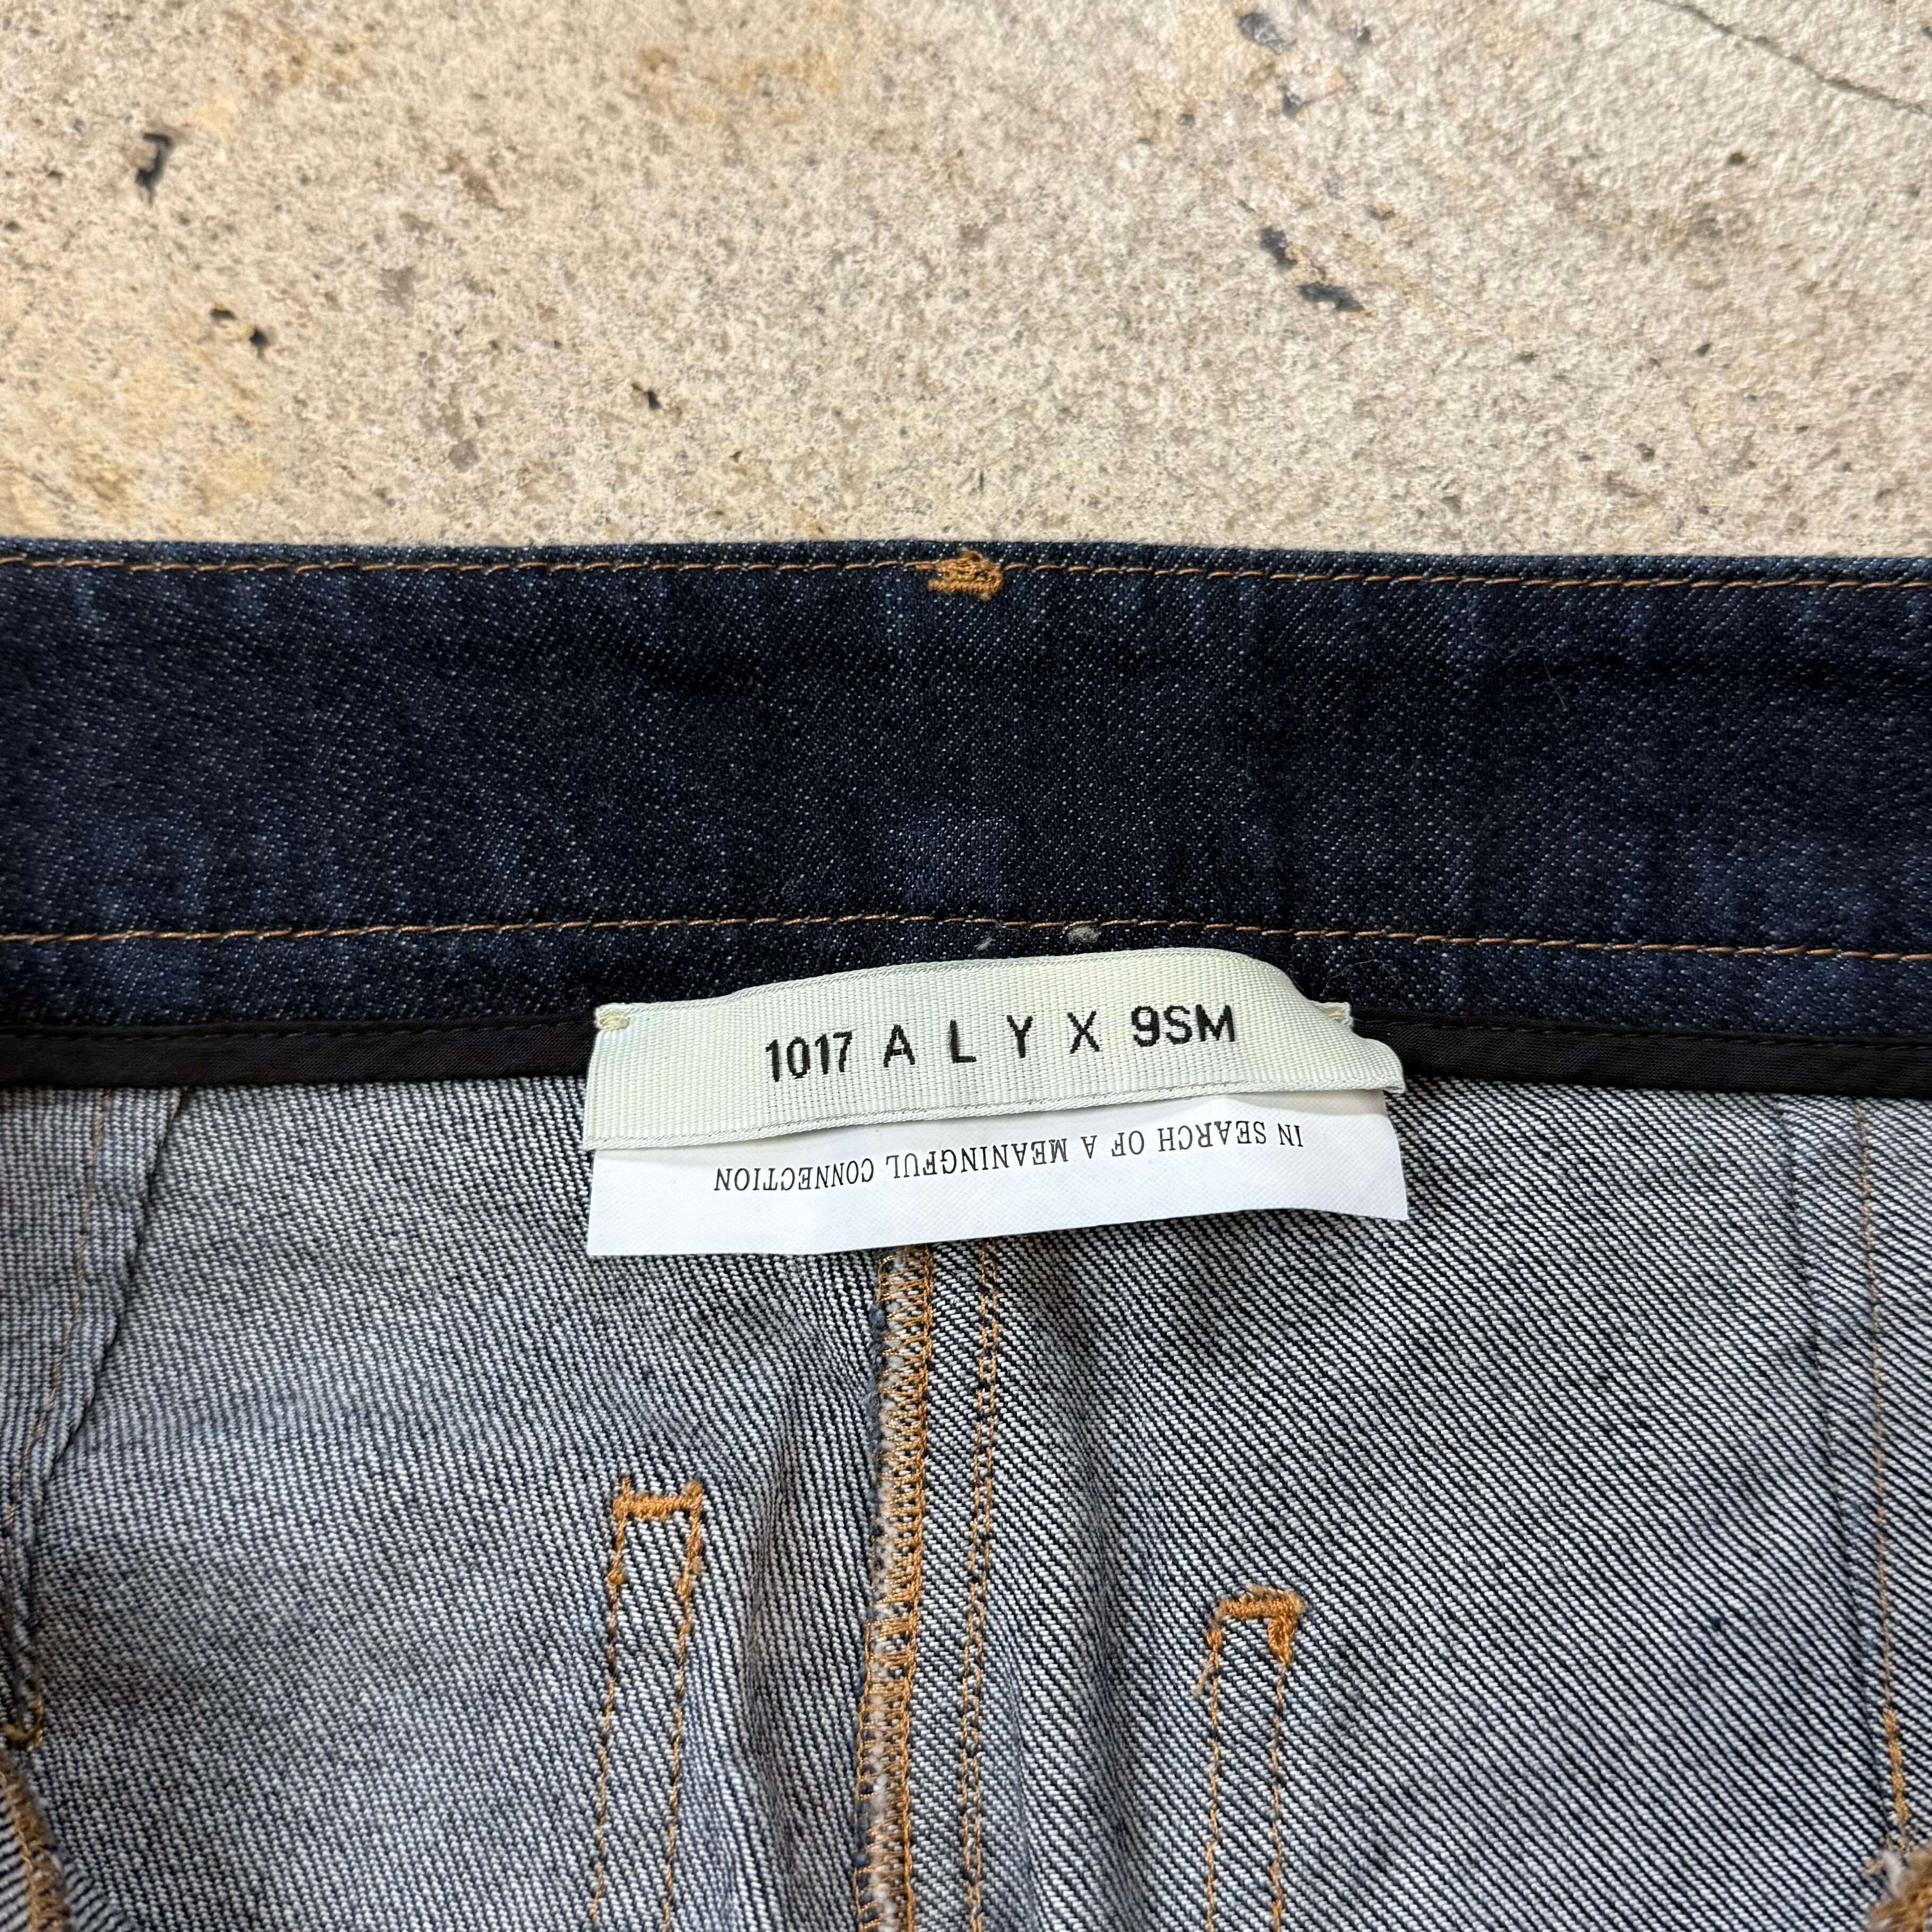 1017 A L Y X 9SM
IN SEARCH OF A MEANINGFUL CONNECTION